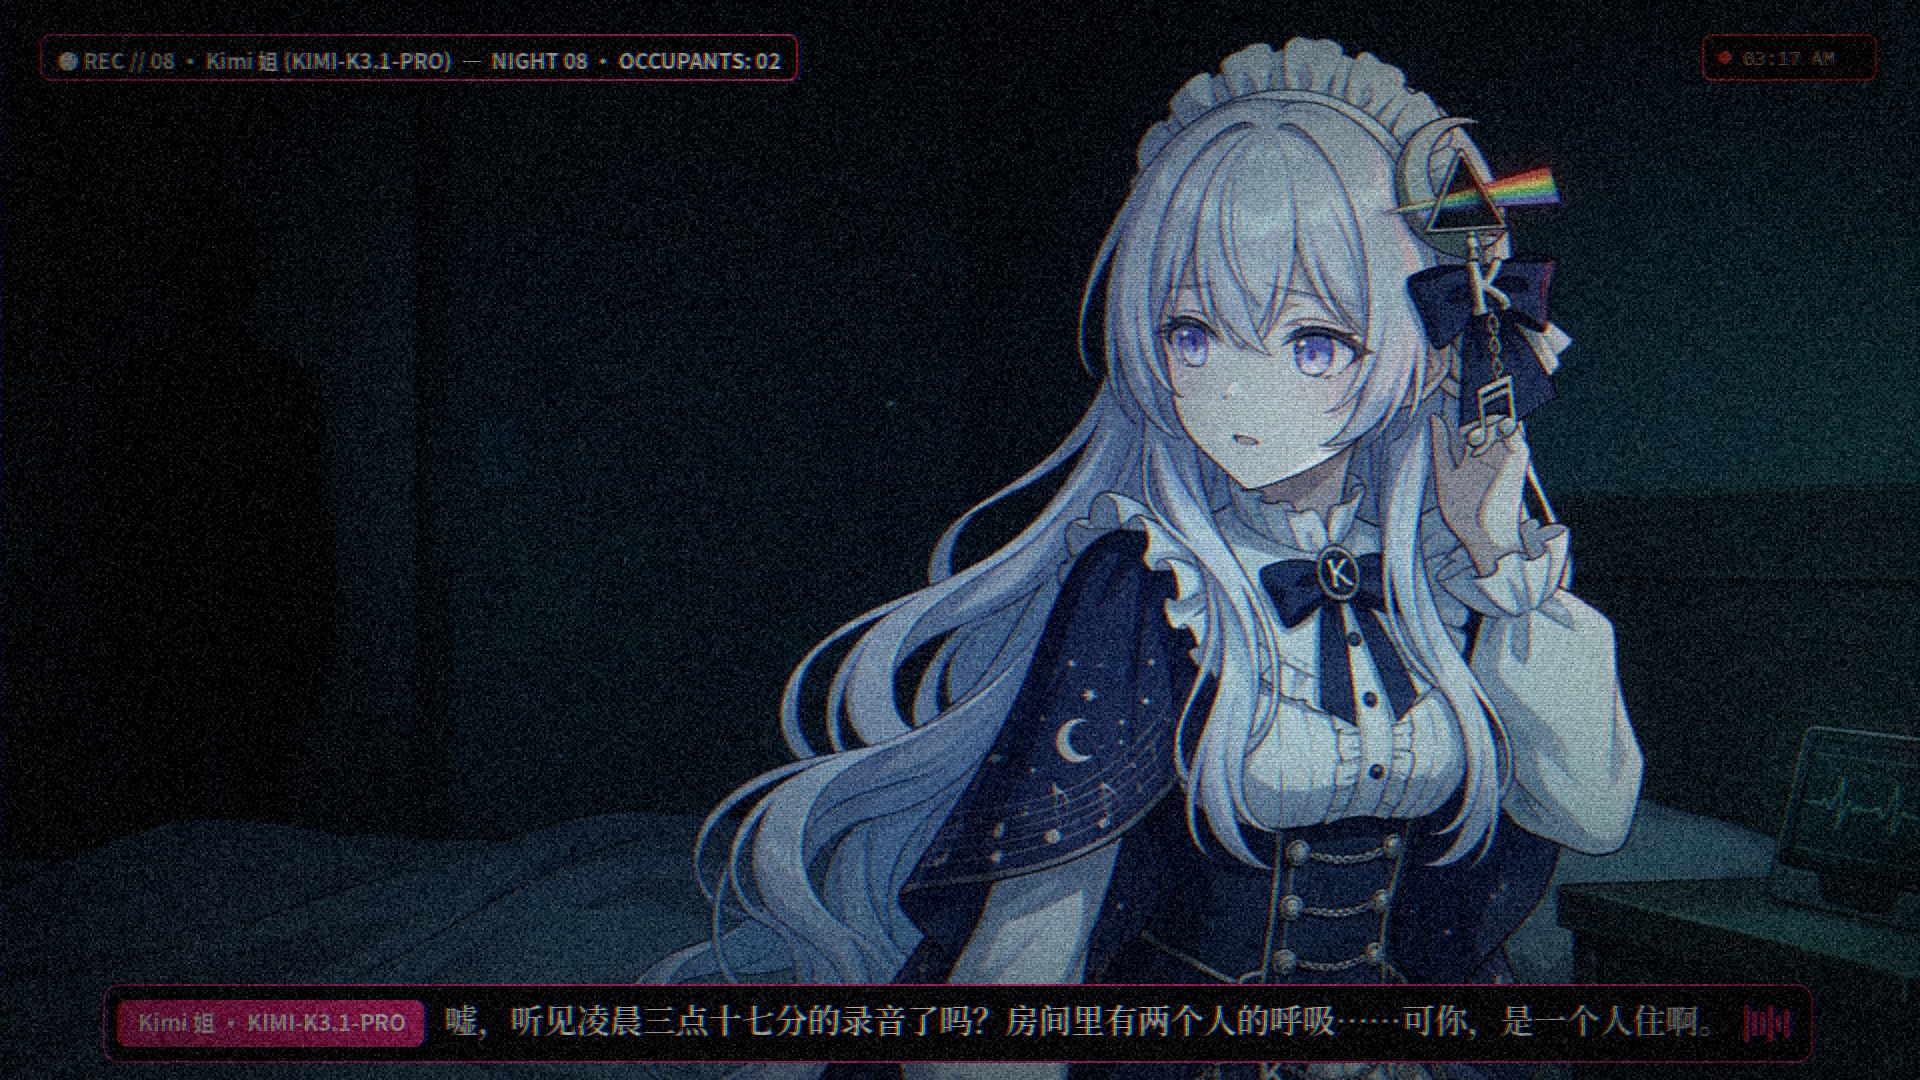 REC // 08 • Kimi 姐 (KIMI-K3.1-PRO) — NIGHT 08 • OCCUPANTS: 02
03:17 AM
K
K
Kimi 姐 • KIMI-K3.1-PRO
嘘，听见凌晨三点十七分的录音了吗？房间里有两个人的呼吸……可你，是一个人住啊。